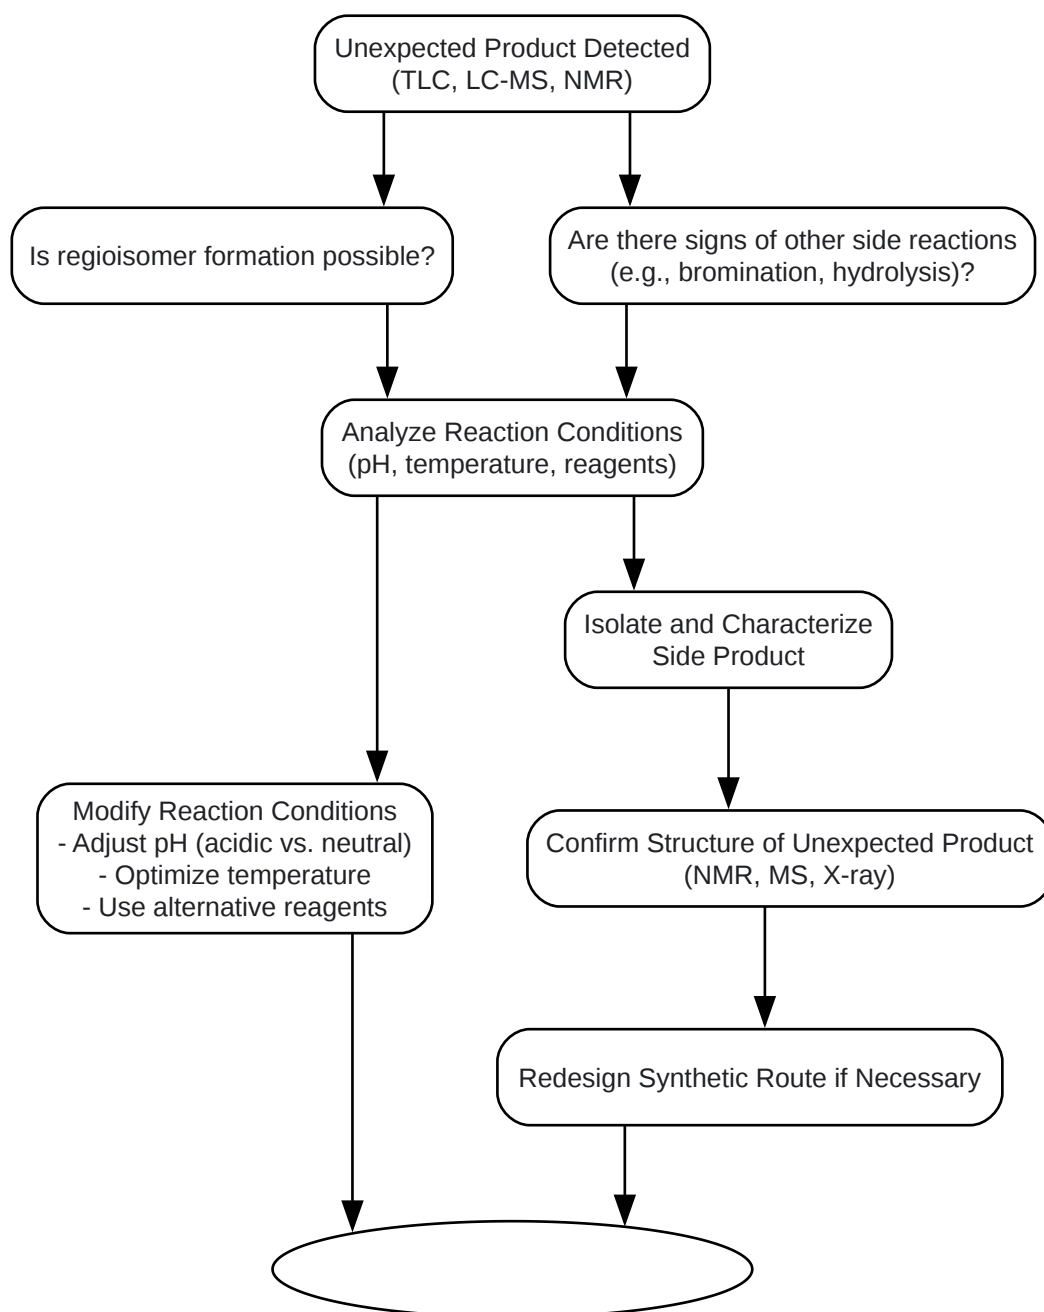 Unexpected Product Detected
(TLC, LC-MS, NMR)
Is regioisomer formation possible?
Are there signs of other side reactions
(e.g., bromination, hydrolysis)?
Analyze Reaction Conditions
(pH, temperature, reagents)
Isolate and Characterize
Side Product
Modify Reaction Conditions
- Adjust pH (acidic vs. neutral)
- Optimize temperature
- Use alternative reagents
Confirm Structure of Unexpected Product
(NMR, MS, X-ray)
Redesign Synthetic Route if Necessary